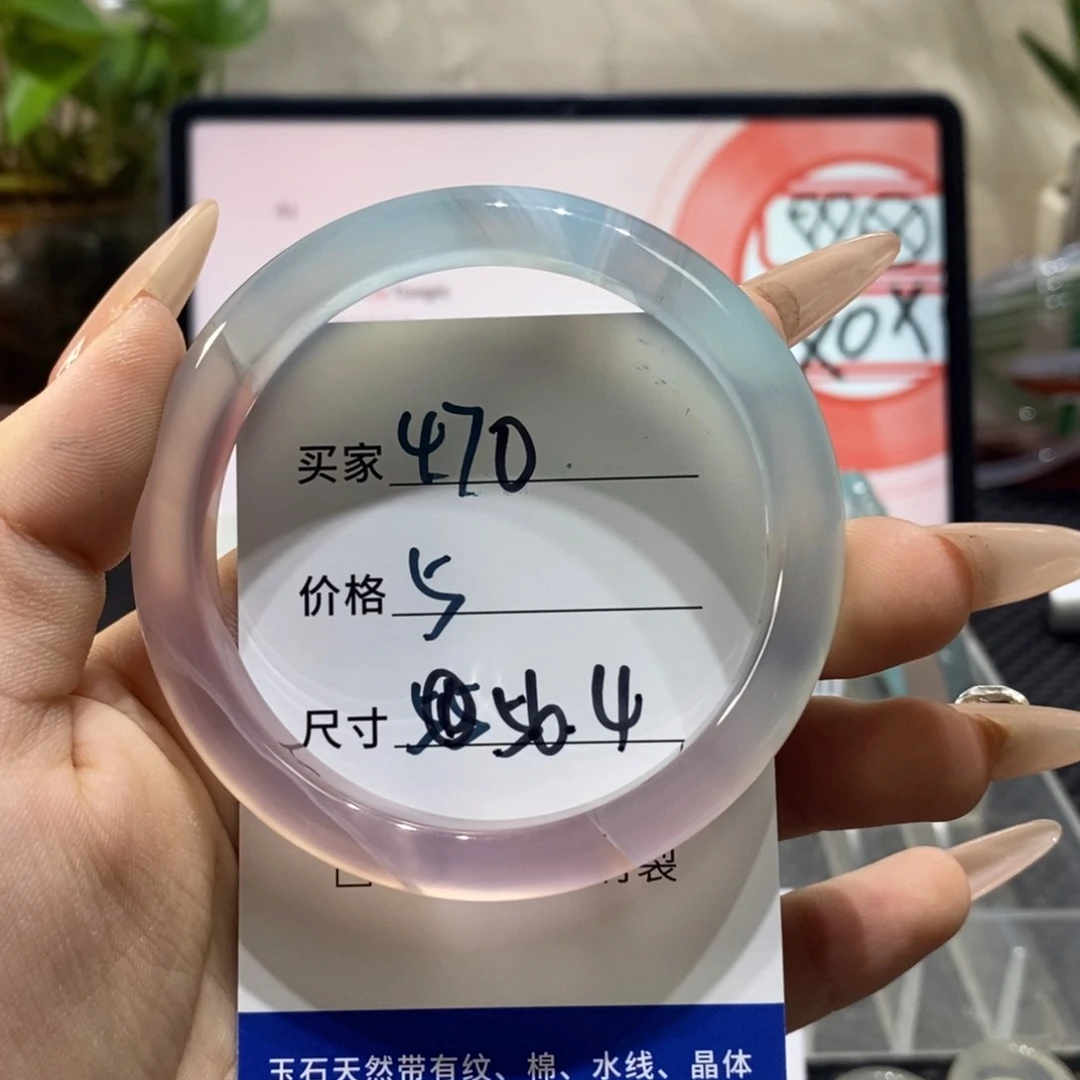 买家 470
价格 5
尺寸 56.4
玉石天然带有纹、棉、水线、晶体
XOX